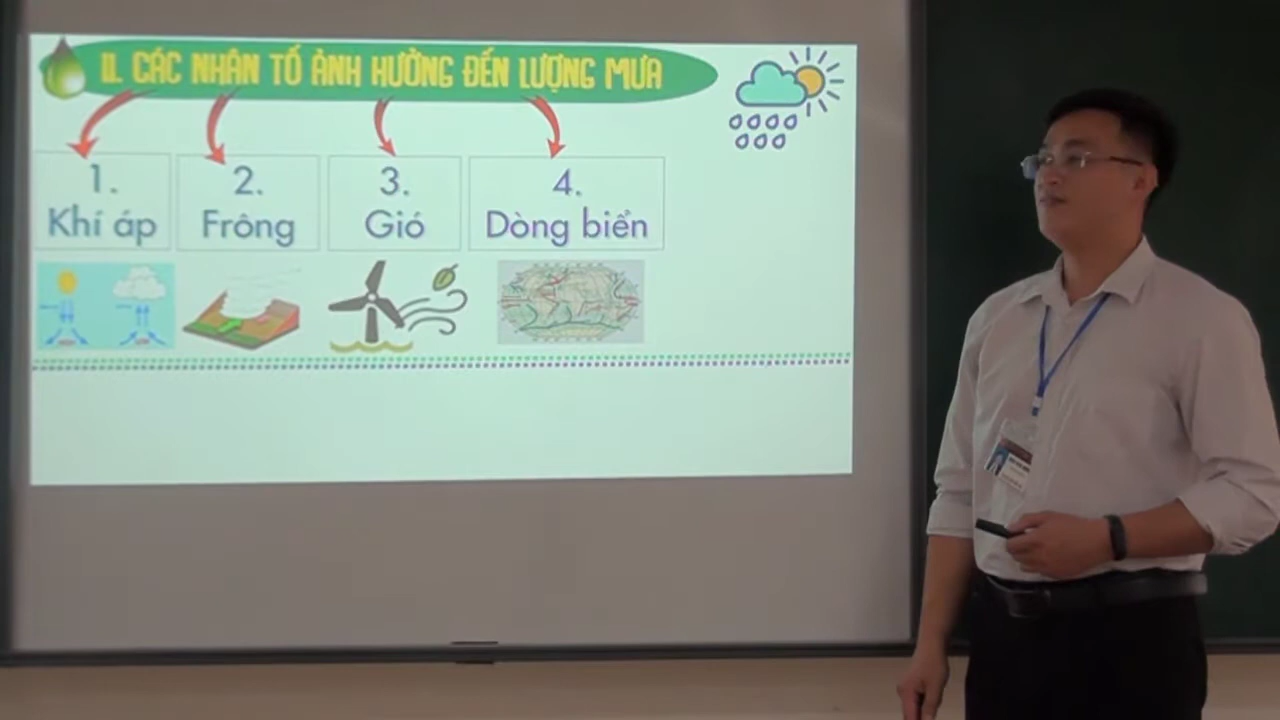 II. CÁC NHÂN TỐ ẢNH HƯỞNG ĐẾN LƯỢNG MƯA
1.
Khí áp
2.
Frông
3.
Gió
4.
Dòng biển